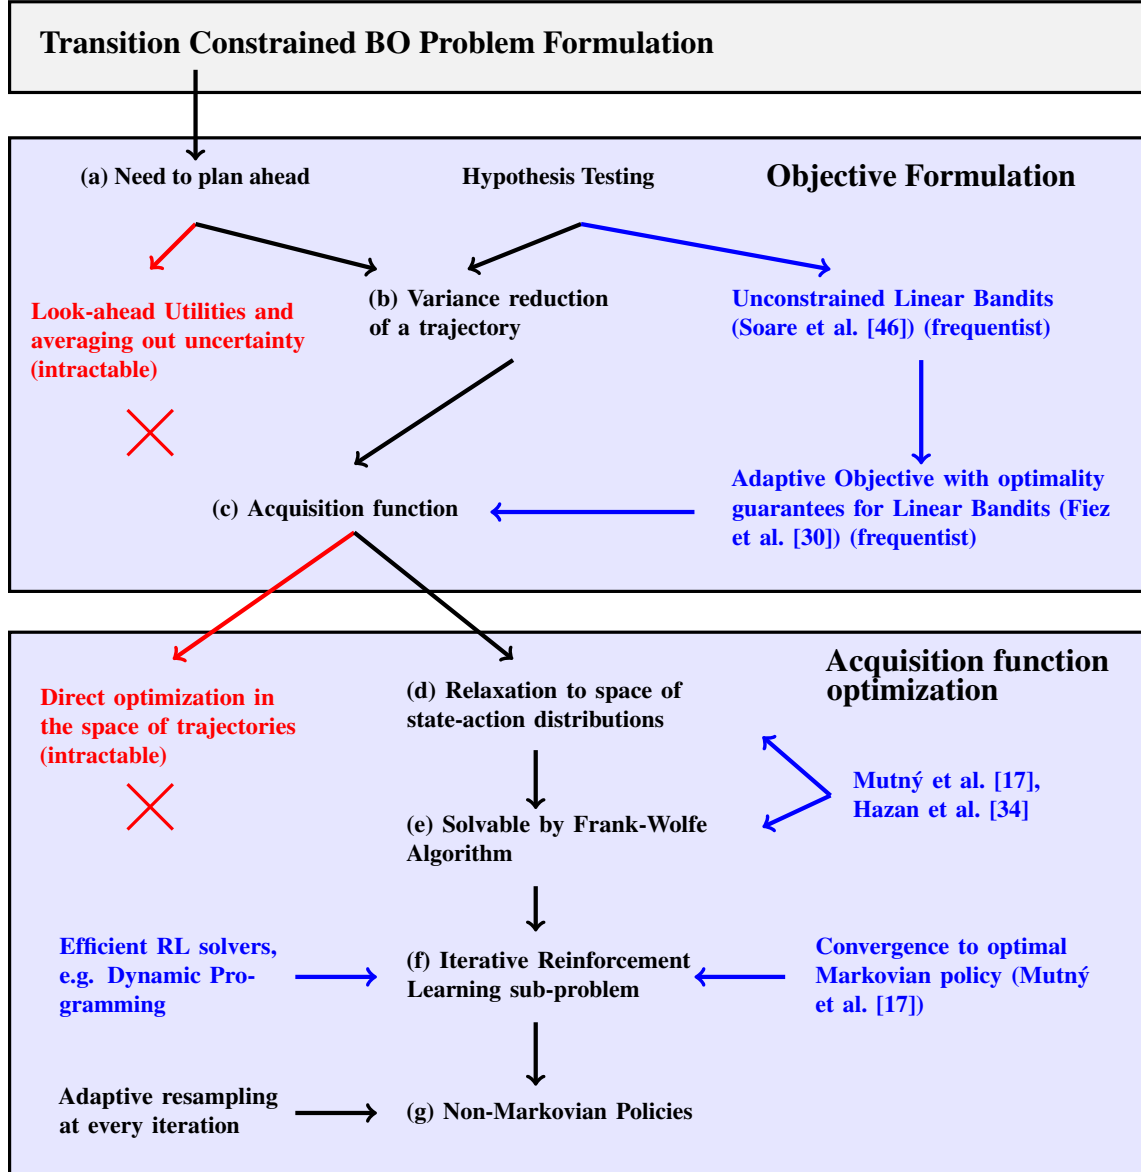 Transition Constrained BO Problem Formulation
(a) Need to plan ahead
Hypothesis Testing
Objective Formulation
Look-ahead Utilities and
averaging out uncertainty
(intractable)
(b) Variance reduction
of a trajectory
Unconstrained Linear Bandits
(Soare et al. [46]) (frequentist)
(c) Acquisition function
Adaptive Objective with optimality
guarantees for Linear Bandits (Fiez
et al. [30]) (frequentist)
Acquisition function
optimization
Direct optimization in
the space of trajectories
(intractable)
(d) Relaxation to space of
state-action distributions
Mutný et al. [17],
Hazan et al. [34]
(e) Solvable by Frank-Wolfe
Algorithm
Efficient RL solvers,
e.g. Dynamic Pro-
gramming
(f) Iterative Reinforcement
Learning sub-problem
Convergence to optimal
Markovian policy (Mutný
et al. [17])
Adaptive resampling
at every iteration
(g) Non-Markovian Policies